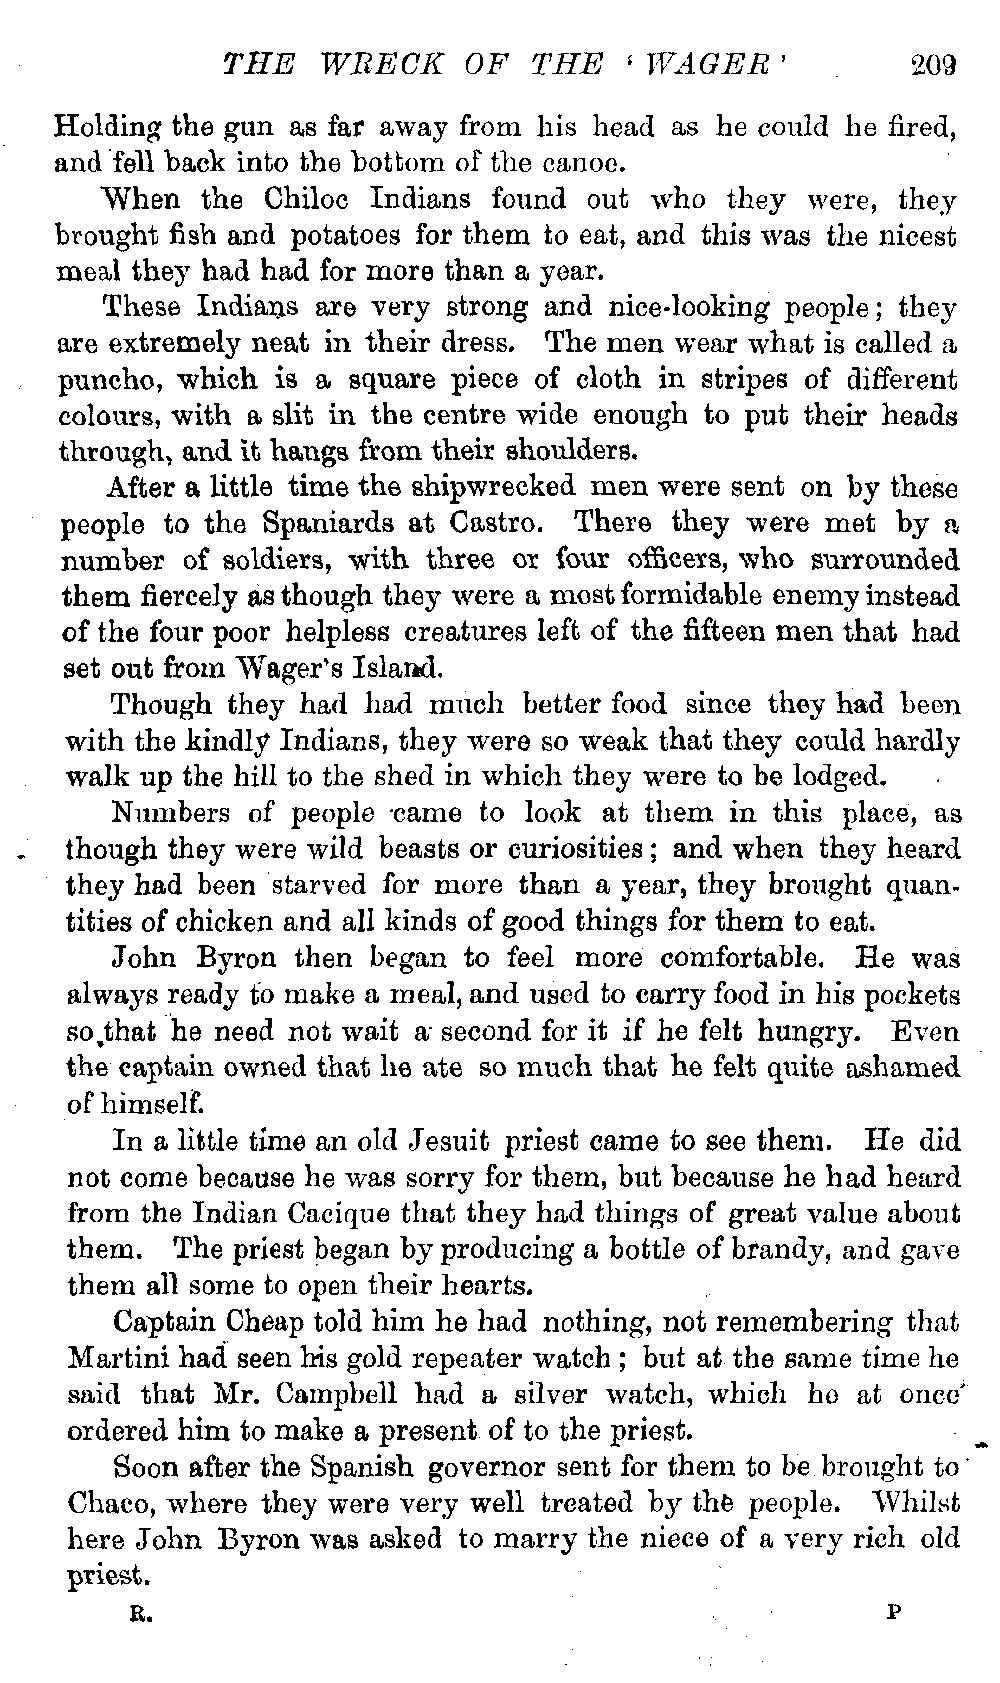 THE WRECK OF THE ‘WAGER’ 209
Holding the gun as far away from his head as he could he fired,
and fell back into the bottom of the canoe.
When the Chiloe Indians found out who they were, they
brought fish and potatoes for them to eat, and this was the nicest
meal they had had for more than a year.
These Indians are very strong and nice-looking people; they
are extremely neat in their dress. The men wear what is called a
puncho, which is a square piece of cloth in stripes of different
colours, with a slit in the centre wide enough to put their heads
through, and it hangs from their shoulders.
After a little time the shipwrecked men were sent on by these
people to the Spaniards at Castro. There they were met by a
number of soldiers, with three or four officers, who surrounded
them fiercely as though they were a most formidable enemy instead
of the four poor helpless creatures left of the fifteen men that had
set out from Wager's Island.
Though they had had much better food since they had been
with the kindly Indians, they were so weak that they could hardly
walk up the hill to the shed in which they were to be lodged.
Numbers of people came to look at them in this place, as
though they were wild beasts or curiosities; and when they heard
they had been starved for more than a year, they brought quan-
tities of chicken and all kinds of good things for them to eat.
John Byron then began to feel more comfortable. He was
always ready to make a meal, and used to carry food in his pockets
so that he need not wait a second for it if he felt hungry. Even
the captain owned that he ate so much that he felt quite ashamed
of himself.
In a little time an old Jesuit priest came to see them. He did
not come because he was sorry for them, but because he had heard
from the Indian Cacique that they had things of great value about
them. The priest began by producing a bottle of brandy, and gave
them all some to open their hearts.
Captain Cheap told him he had nothing, not remembering that
Martini had seen his gold repeater watch; but at the same time he
said that Mr. Campbell had a silver watch, which he at once
ordered him to make a present of to the priest.
Soon after the Spanish governor sent for them to be brought to
Chaco, where they were very well treated by the people. Whilst
here John Byron was asked to marry the niece of a very rich old
priest.
R. P